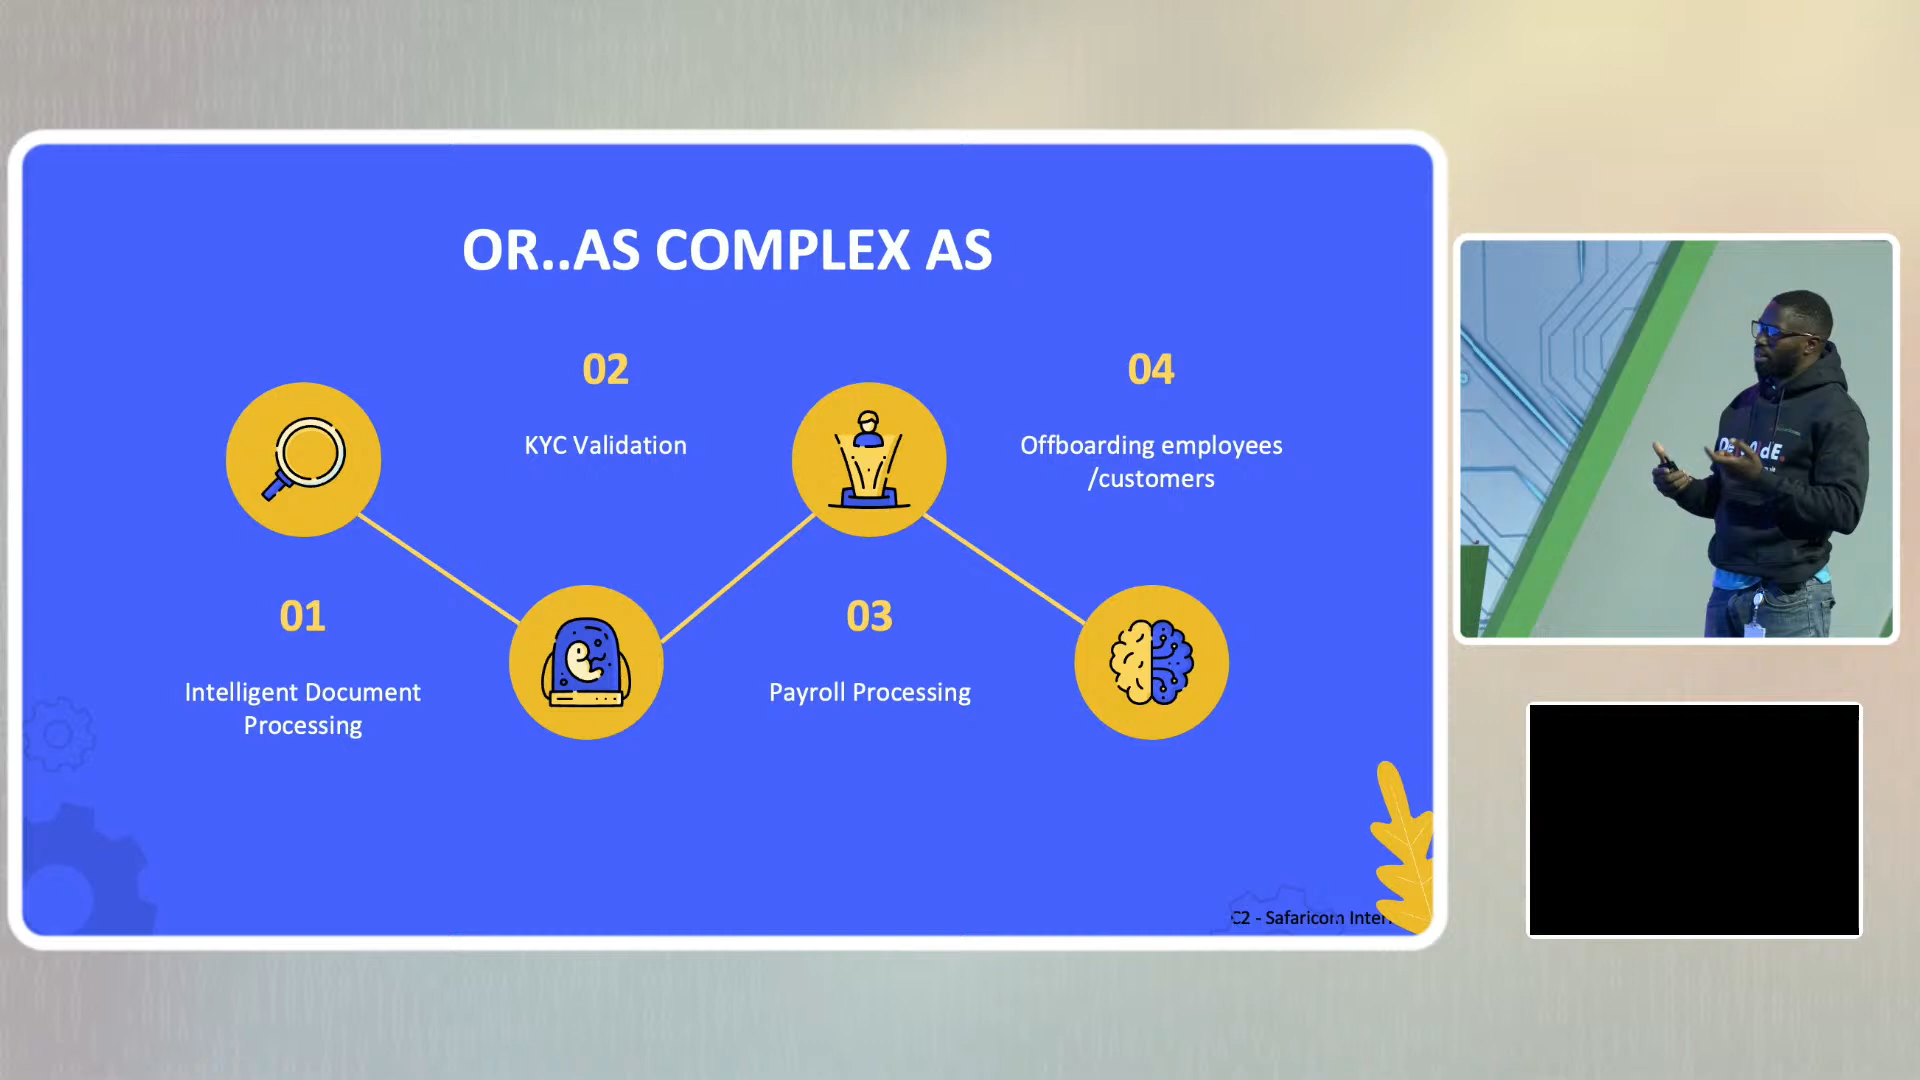 OR..AS COMPLEX AS
01
Intelligent Document
Processing
02
KYC Validation
03
Payroll Processing
04
Offboarding employees
/customers
C2 - Safaricom